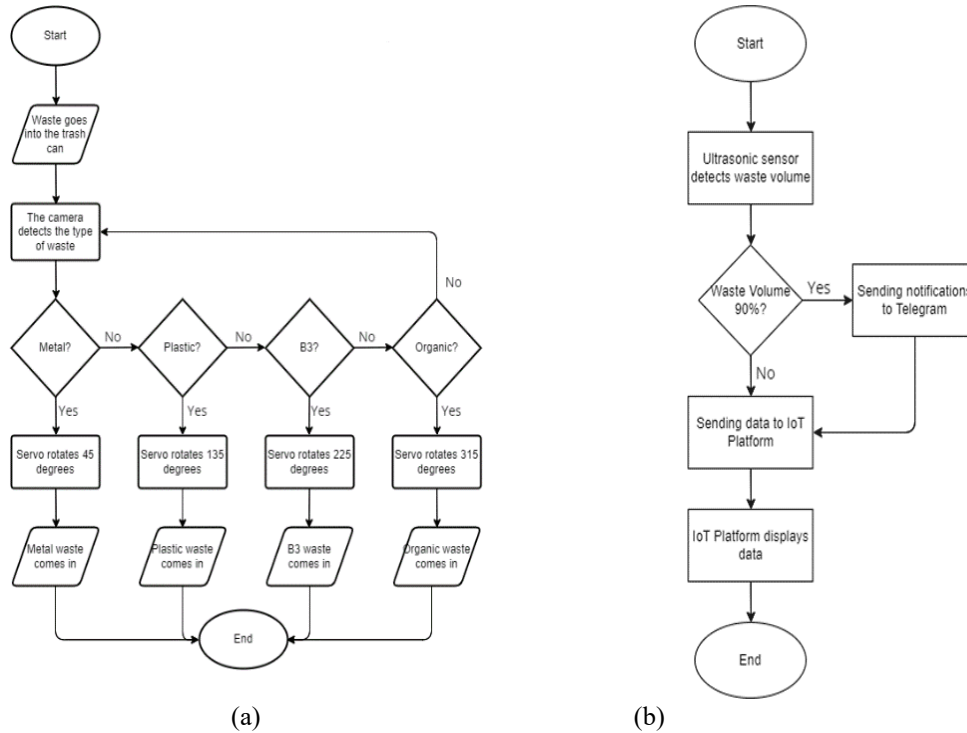 Start
Waste goes
into the trash
can
The camera
detects the type
of waste
No
Metal?
No
Plastic?
No
B3?
No
Organic?
Yes
Yes
Yes
Yes
Servo rotates 45
degrees
Servo rotates 135
degrees
Servo rotates 225
degrees
Servo rotates 315
degrees
Metal waste
comes in
Plastic waste
comes in
B3 waste
comes in
Organic waste
comes in
End
(a)
Start
Ultrasonic sensor
detects waste volume
Waste Volume
90%?
Yes
Sending notifications
to Telegram
No
Sending data to IoT
Platform
IoT Platform displays
data
End
(b)